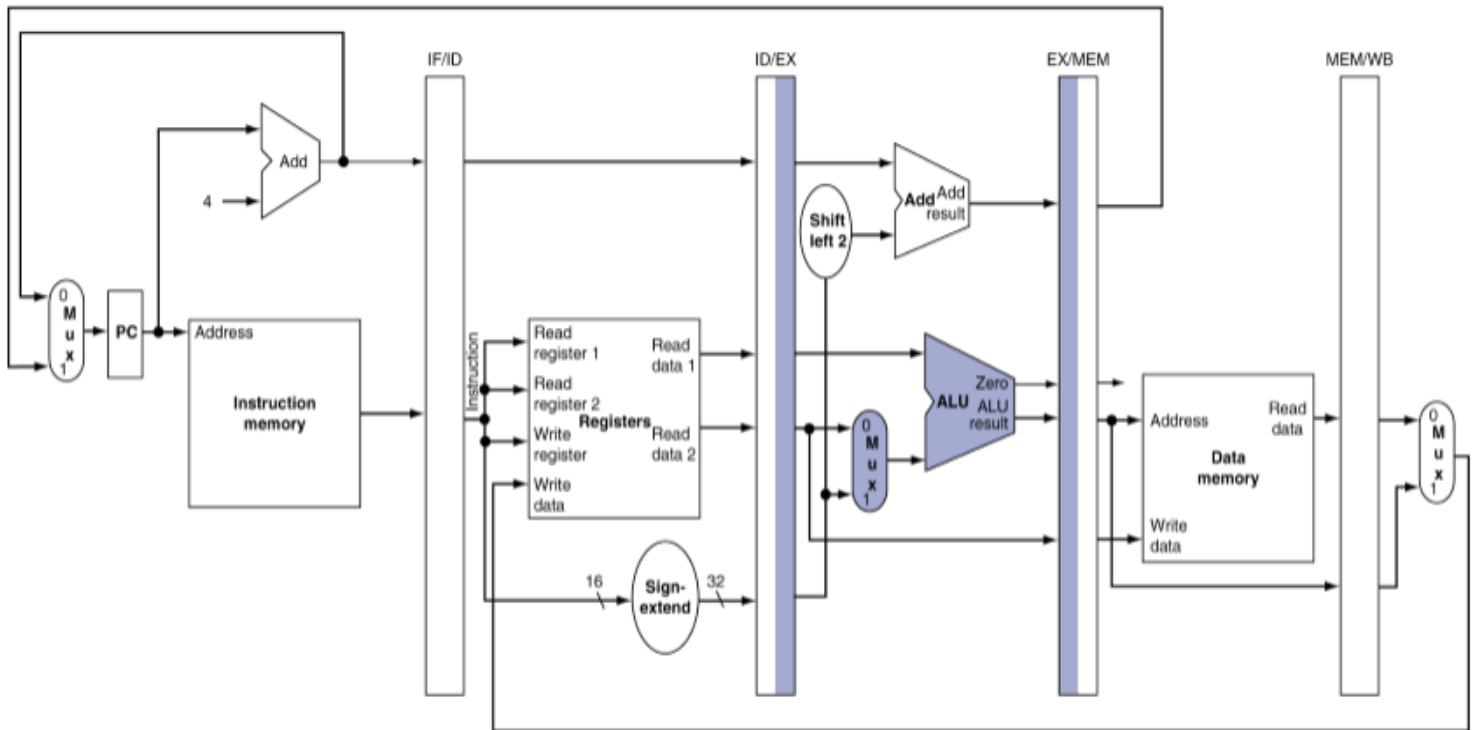 IF/ID
ID/EX
EX/MEM
MEM/WB
Add
4
Shift
left 2
Add
Add
result
0
M
u
x
1
PC
Address
Instruction
memory
Instruction
Read
register 1
Read
register 2
Write
register
Write
data
Registers
Read
data 1
Read
data 2
16
Sign-
extend
32
0
M
u
x
1
ALU
Zero
ALU
result
Address
Write
data
Data
memory
Read
data
0
M
u
x
1